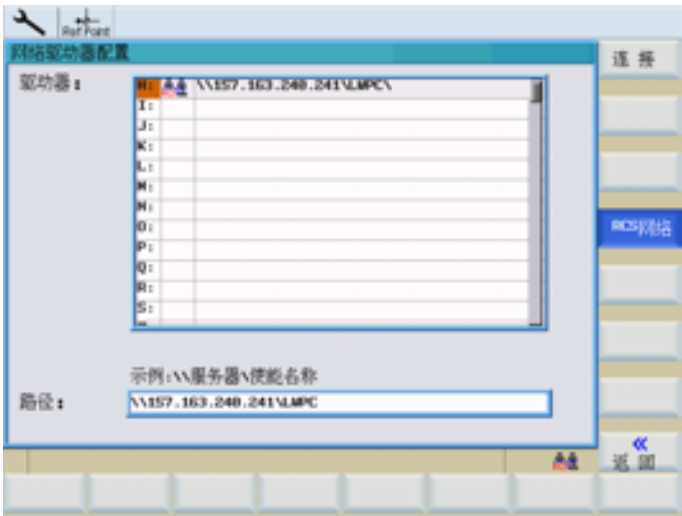 Ref Point
网络驱动器配置
连接
驱动器:
H: \\157.163.240.241\LWPC\
I:
J:
K:
L:
M:
N:
O:
P:
Q:
R:
S:
RCS网络
示例:\\服务器\使能名称
路径: \\157.163.240.241\LWPC
«
返回